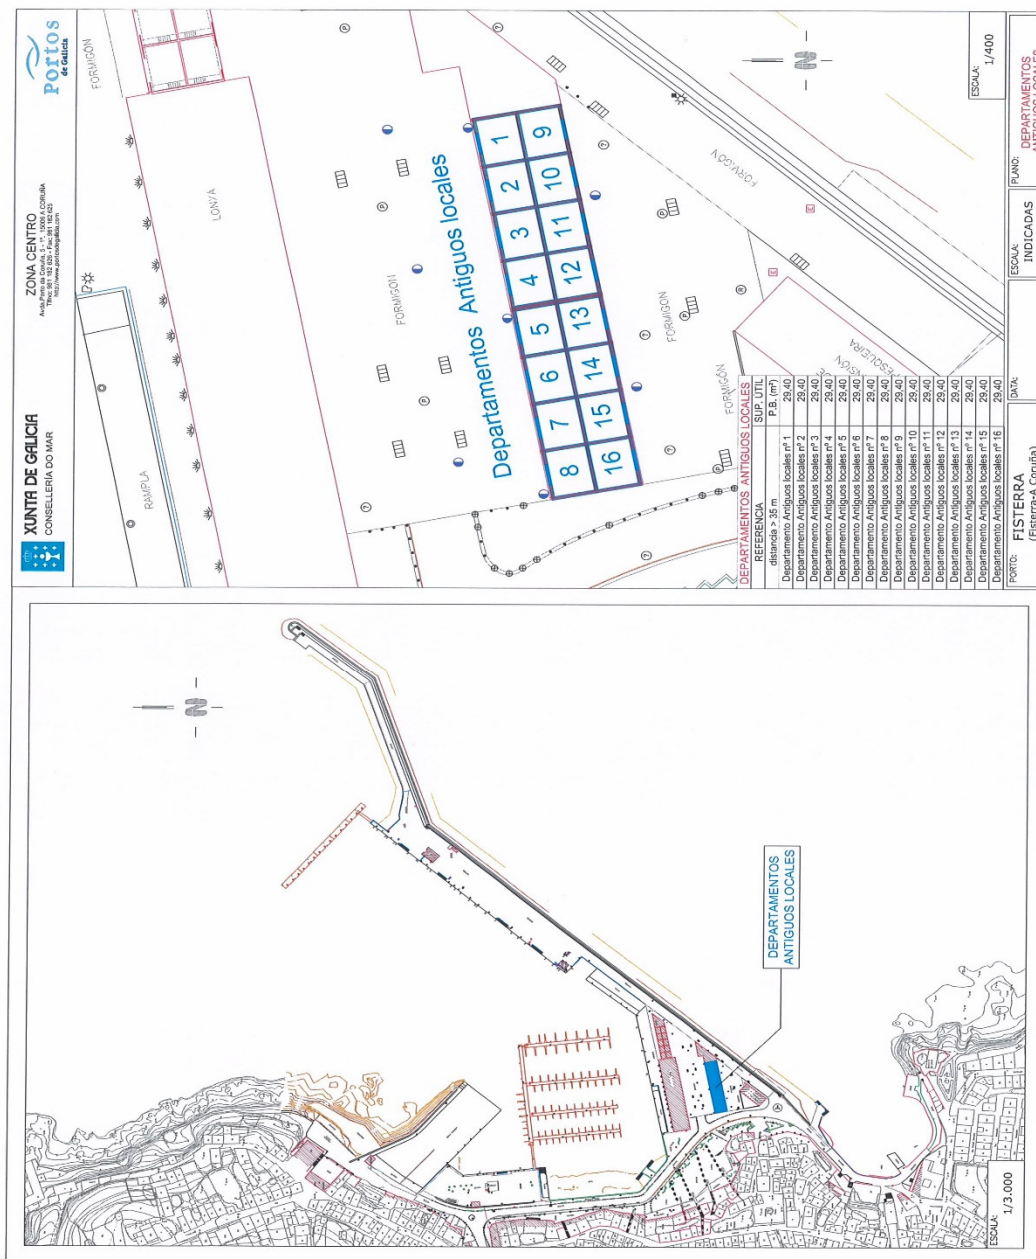 XUNTA DE GALICIA
CONSELLERÍA DO MAR
ZONA CENTRO
Portos
de Galicia
FORMIGÓN
RAMPLA
LONXA
FORMIGÓN
Departamentos Antiguos locales
1 2 3 4 5 6 7 8
9 10 11 12 13 14 15 16
FORMIGÓN
FORMIGÓN
FORMIGÓN
PESQUEIRA
N
ESCALA:
1/400
DEPARTAMENTOS ANTIGUOS LOCALES
REFERENCIA SUP. ÚTIL
distancia > 35 m P.B. (m²)
Departamento Antiguos locales nº 1 29,40
Departamento Antiguos locales nº 2 29,40
Departamento Antiguos locales nº 3 29,40
Departamento Antiguos locales nº 4 29,40
Departamento Antiguos locales nº 5 29,40
Departamento Antiguos locales nº 6 29,40
Departamento Antiguos locales nº 7 29,40
Departamento Antiguos locales nº 8 29,40
Departamento Antiguos locales nº 9 29,40
Departamento Antiguos locales nº 10 29,40
Departamento Antiguos locales nº 11 29,40
Departamento Antiguos locales nº 12 29,40
Departamento Antiguos locales nº 13 29,40
Departamento Antiguos locales nº 14 29,40
Departamento Antiguos locales nº 15 29,40
Departamento Antiguos locales nº 16 29,40
PORTO:
FISTERRA
(Fisterra-A Coruña)
DATA:
ESCALA:
INDICADAS
PLANO:
DEPARTAMENTOS
ANTIGUOS LOCALES
N
DEPARTAMENTOS
ANTIGUOS LOCALES
ESCALA:
1/3.000